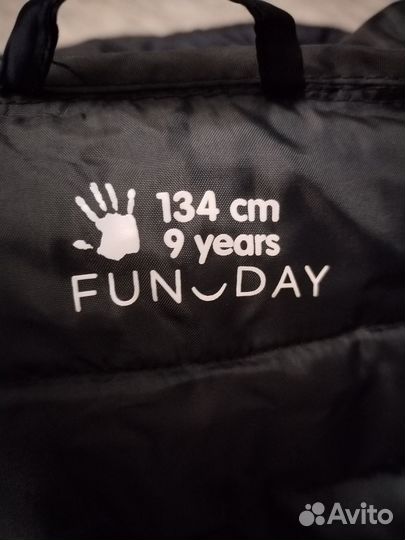 134 cm
9 years
FUN DAY
Avito